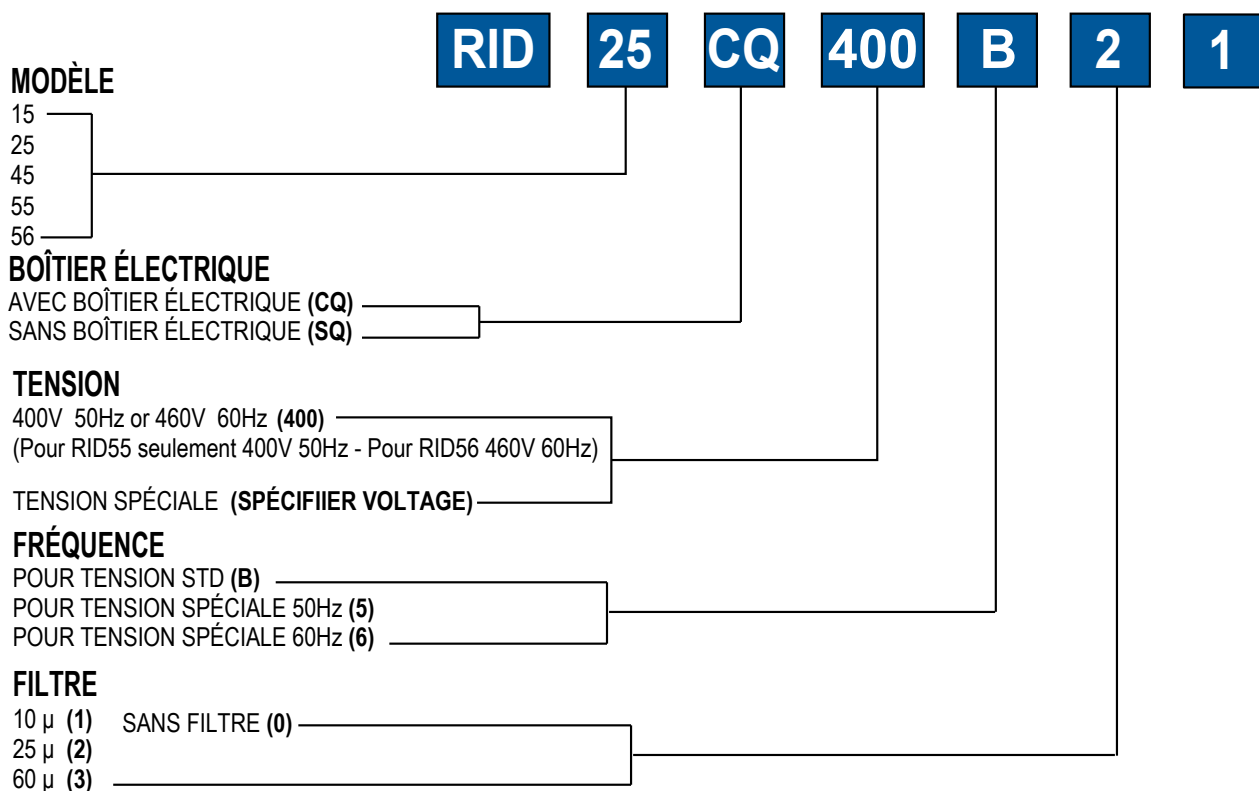 RID 25 CQ 400 B 2 1
MODÈLE
15
25
45
55
56
BOÎTIER ÉLECTRIQUE
AVEC BOÎTIER ÉLECTRIQUE (CQ)
SANS BOÎTIER ÉLECTRIQUE (SQ)
TENSION
400V 50Hz or 460V 60Hz (400)
(Pour RID55 seulement 400V 50Hz - Pour RID56 460V 60Hz)
TENSION SPÉCIALE (SPÉCIFIIER VOLTAGE)
FRÉQUENCE
POUR TENSION STD (B)
POUR TENSION SPÉCIALE 50Hz (5)
POUR TENSION SPÉCIALE 60Hz (6)
FILTRE
10 µ (1) SANS FILTRE (0)
25 µ (2)
60 µ (3)